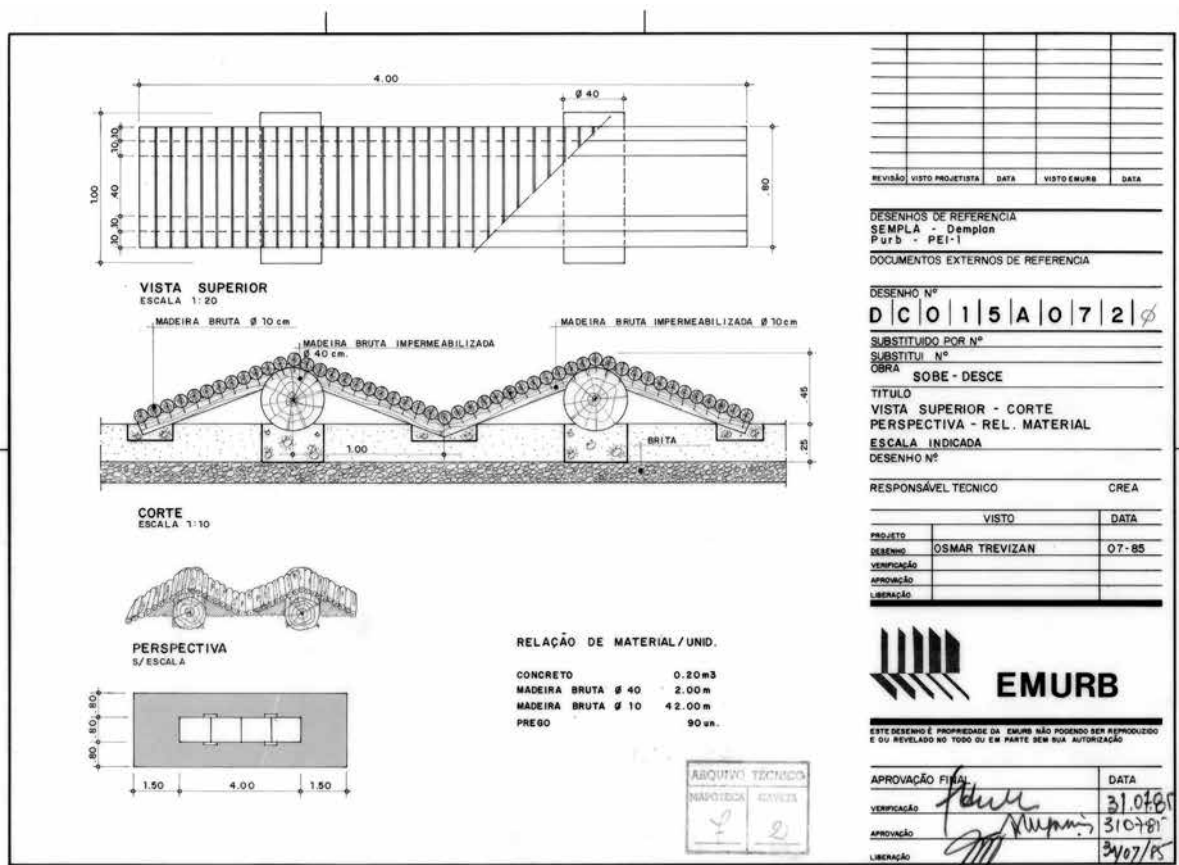 4.00
Ø 40
.10
.10
.40
.10
.10
1.00
.80
VISTA SUPERIOR
ESCALA 1:20
MADEIRA BRUTA Ø 10 cm
MADEIRA BRUTA IMPERMEABILIZADA
Ø 40 cm.
MADEIRA BRUTA IMPERMEABILIZADA Ø 10cm
.45
.25
1.00
BRITA
CORTE
ESCALA 1:10
PERSPECTIVA
S/ESCALA
.80
.80
.80
1.50
4.00
1.50
RELAÇÃO DE MATERIAL/UNID.
CONCRETO 0.20m3
MADEIRA BRUTA Ø 40 2.00m
MADEIRA BRUTA Ø 10 42.00m
PREGO 90 un.
ARQUIVO TÉCNICO
MAPOTECA GAVETA
2
REVISÃO VISTO PROJETISTA DATA VISTO EMURB DATA
DESENHOS DE REFERENCIA
SEMPLA - Demplan
Purb - PEI-1
DOCUMENTOS EXTERNOS DE REFERENCIA
DESENHO Nº
D C 0 1 5 A 0 7 2 Ø
SUBSTITUIDO POR Nº
SUBSTITUI Nº
OBRA
SOBE - DESCE
TITULO
VISTA SUPERIOR - CORTE
PERSPECTIVA - REL. MATERIAL
ESCALA INDICADA
DESENHO Nº
RESPONSÁVEL TECNICO CREA
VISTO DATA
PROJETO
DESENHO OSMAR TREVIZAN 07-85
VERIFICAÇÃO
APROVAÇÃO
LIBERAÇÃO
EMURB
ESTE DESENHO É PROPRIEDADE DA EMURB NÃO PODENDO SER REPRODUZIDO
E OU REVELADO NO TODO OU EM PARTE SEM SUA AUTORIZAÇÃO
APROVAÇÃO FINAL DATA
VERIFICAÇÃO 31.07.85
APROVAÇÃO 310785
LIBERAÇÃO 31/07/85